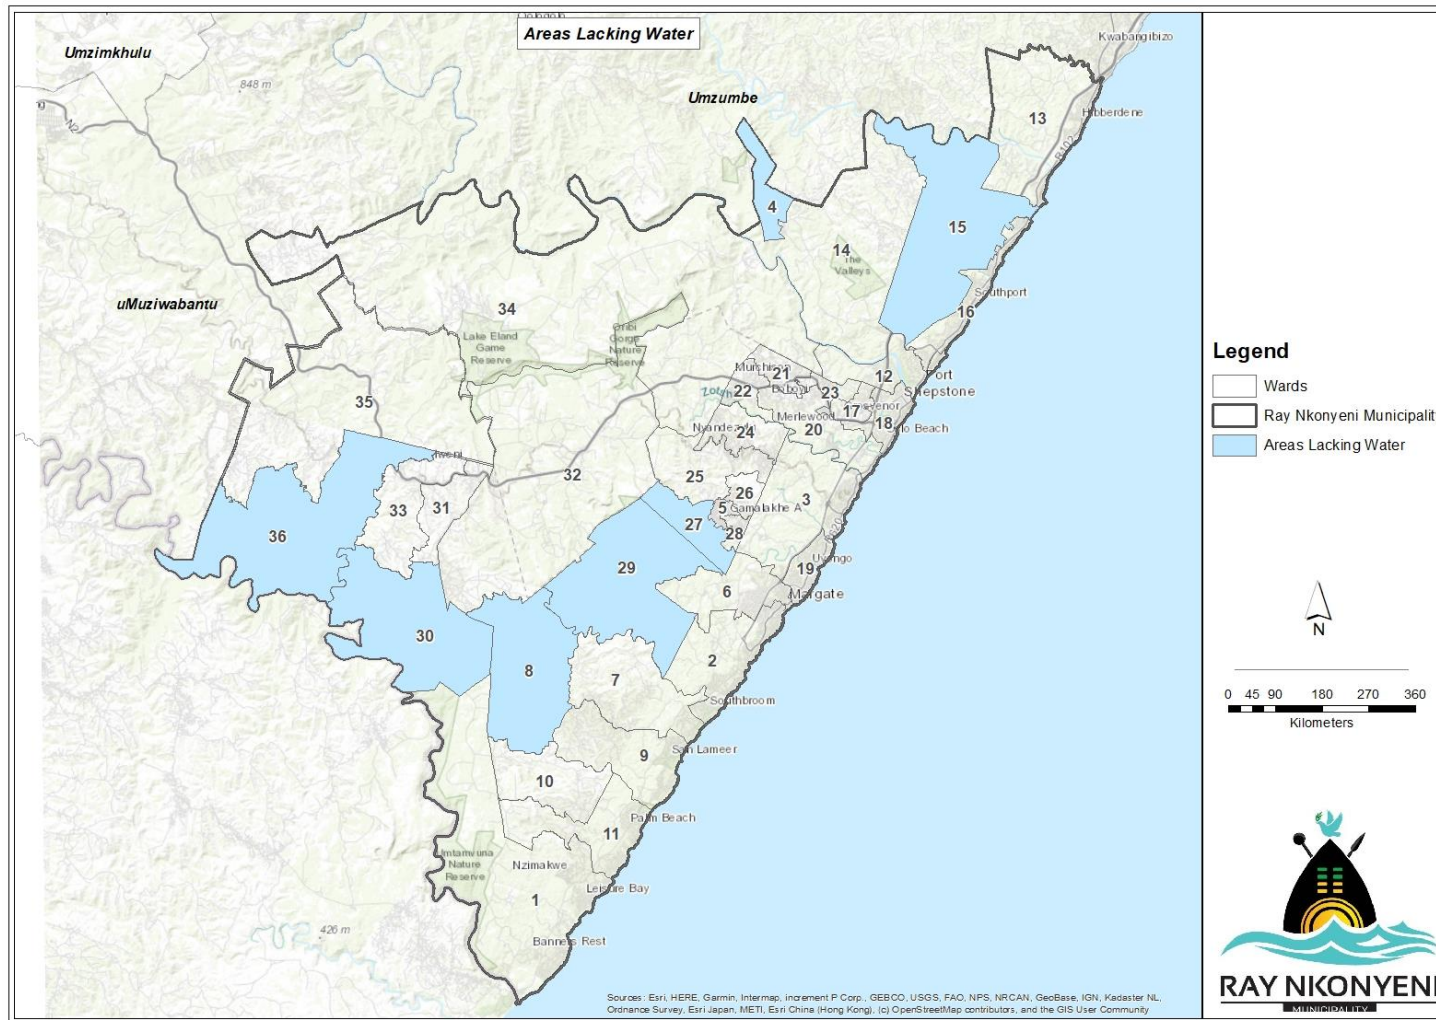 Areas Lacking Water
Kwabangibizo
Umzimkhulu
848 m
N2
Umzumbe
Hibberdene
R102
13
4
15
14
The
Valleys
uMuziwabantu
34
Southport
16
Lake Eland
Game
Reserve
Oribi
Gorge
Nature
Reserve
Murchison
21
12
Port
Shepstone
22
23
35
Merlewood
17
18
20
Nyandezulu
24
32
25
26
3
5
Gamalakhe A
33
31
27
28
36
29
19
Uvongo
6
Margate
30
8
7
2
Southbroom
9
San Lameer
10
Palm Beach
11
Umtamvuna
Nature
Reserve
Nzimakwe
Leisure Bay
1
426 m
Banners Rest
Sources: Esri, HERE, Garmin, Intermap, increment P Corp., GEBCO, USGS, FAO, NPS, NRCAN, GeoBase, IGN, Kadaster NL,
Ordnance Survey, Esri Japan, METI, Esri China (Hong Kong), (c) OpenStreetMap contributors, and the GIS User Community
Legend
Wards
Ray Nkonyeni Municipalit
Areas Lacking Water
N
0 45 90 180 270 360
Kilometers
RAY NKONYENI
MUNICIPALITY